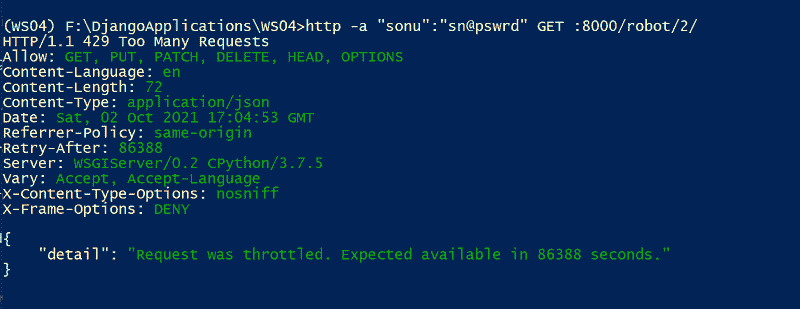 (WS04) F:\DjangoApplications\WS04>http -a "sonu":"sn@pswrd" GET :8000/robot/2/
HTTP/1.1 429 Too Many Requests
Allow: GET, PUT, PATCH, DELETE, HEAD, OPTIONS
Content-Language: en
Content-Length: 72
Content-Type: application/json
Date: Sat, 02 Oct 2021 17:04:53 GMT
Referrer-Policy: same-origin
Retry-After: 86388
Server: WSGIServer/0.2 CPython/3.7.5
Vary: Accept, Accept-Language
X-Content-Type-Options: nosniff
X-Frame-Options: DENY
{
"detail": "Request was throttled. Expected available in 86388 seconds."
}